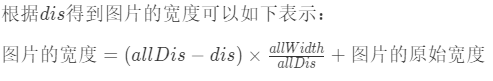 根据dis得到图片的宽度可以如下表示：
图片的宽度 = (allDis − dis) × \frac{allWidth}{allDis} + 图片的原始宽度